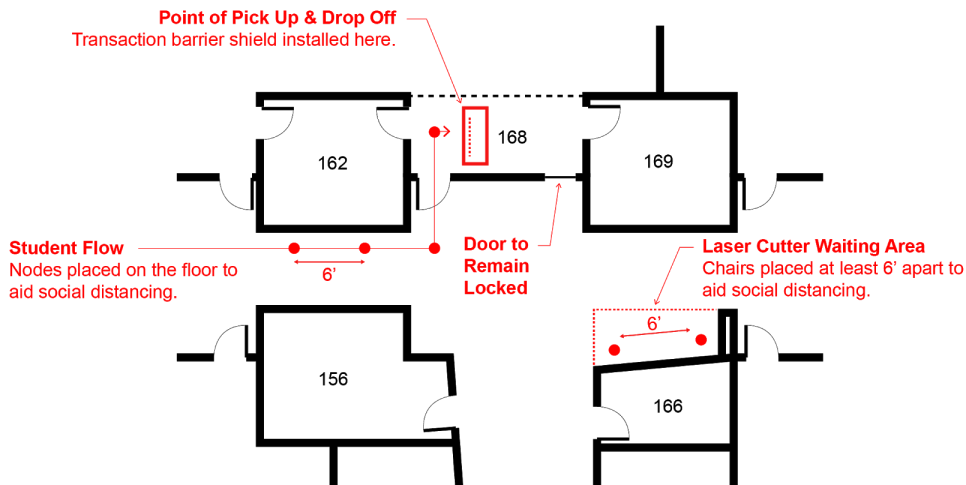 Point of Pick Up & Drop Off
Transaction barrier shield installed here.
162
168
169
Student Flow
Nodes placed on the floor to
aid social distancing.
6’
Door to
Remain
Locked
Laser Cutter Waiting Area
Chairs placed at least 6’ apart to
aid social distancing.
6’
156
166